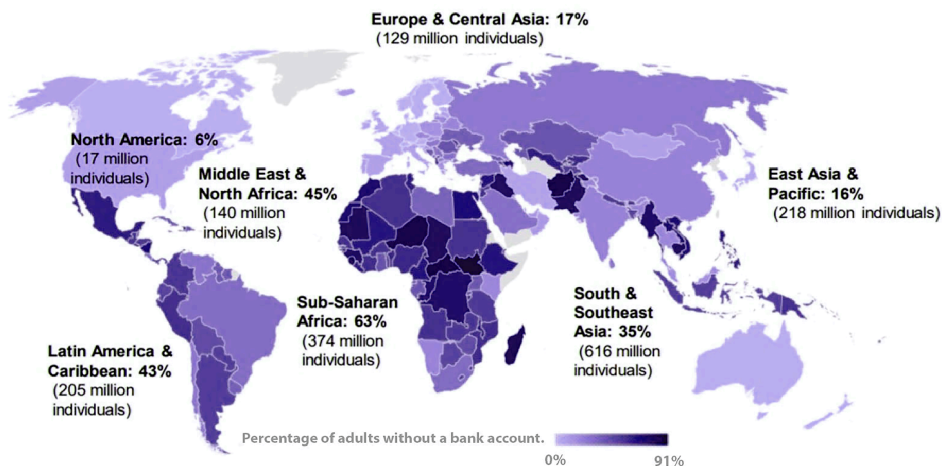 Europe & Central Asia: 17%
(129 million individuals)
North America: 6%
(17 million
individuals)
Middle East &
North Africa: 45%
(140 million
individuals)
East Asia &
Pacific: 16%
(218 million individuals)
Sub-Saharan
Africa: 63%
(374 million
individuals)
South &
Southeast
Asia: 35%
(616 million
individuals)
Latin America &
Caribbean: 43%
(205 million
individuals)
Percentage of adults without a bank account.
0%
91%